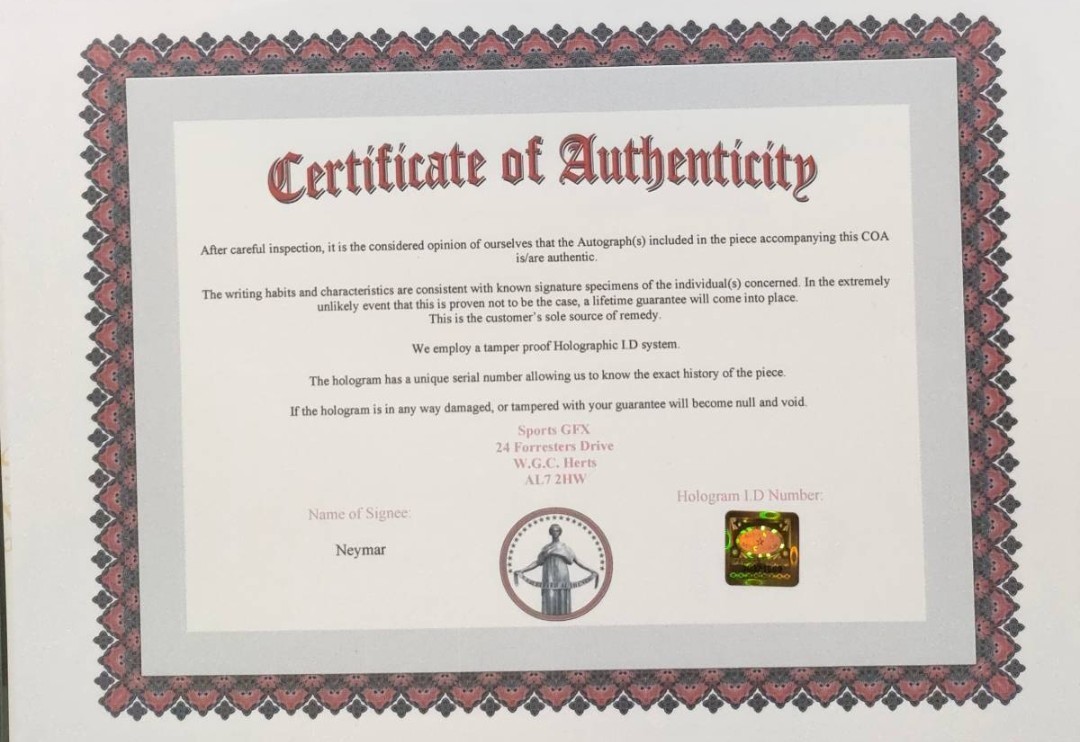 Certificate of Authenticity
After careful inspection, it is the considered opinion of ourselves that the Autograph(s) included in the piece accompanying this COA
is/are authentic.
The writing habits and characteristics are consistent with known signature specimens of the individual(s) concerned. In the extremely
unlikely event that this is proven not to be the case, a lifetime guarantee will come into place.
This is the customer's sole source of remedy.
We employ a tamper proof Holographic I.D system.
The hologram has a unique serial number allowing us to know the exact history of the piece.
If the hologram is in any way damaged, or tampered with your guarantee will become null and void.
Sports GFX
24 Forresters Drive
W.G.C. Herts
AL7 2HW
Name of Signee:
Hologram I.D Number:
Neymar